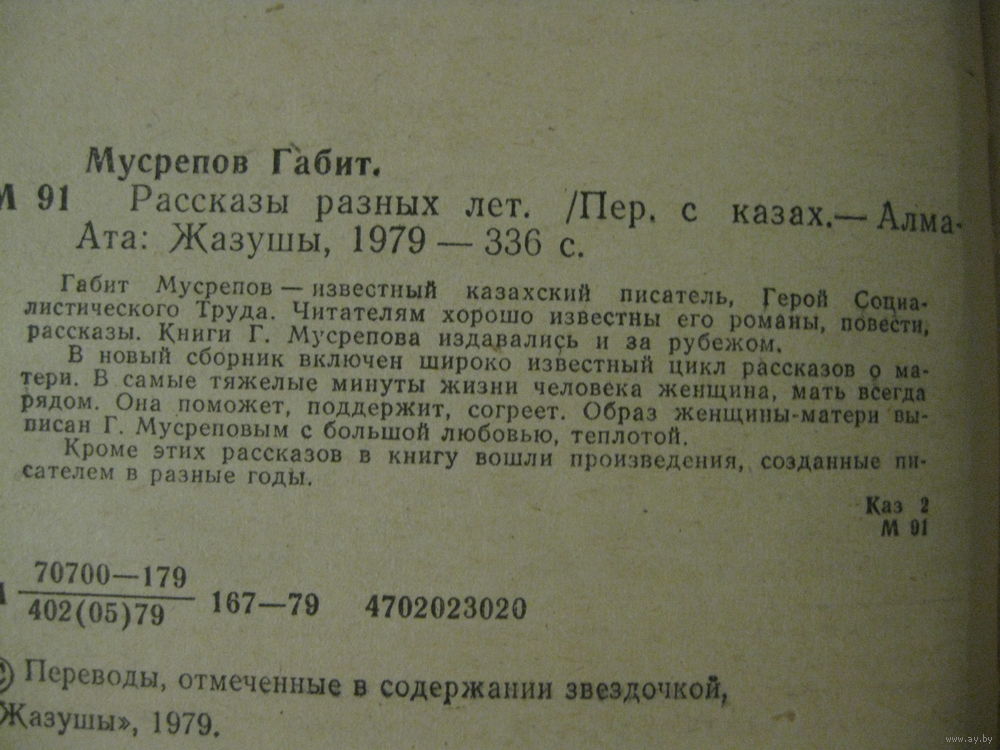 Мусрепов Габит.
М 91 Рассказы разных лет. /Пер. с казах.— Алма-
Ата: Жазушы, 1979 — 336 с.
Габит Мусрепов — известный казахский писатель, Герой Социа-
листического Труда. Читателям хорошо известны его романы, повести,
рассказы. Книги Г. Мусрепова издавались и за рубежом.
В новый сборник включен широко известный цикл рассказов о ма-
тери. В самые тяжелые минуты жизни человека женщина, мать всегда
рядом. Она поможет, поддержит, согреет. Образ женщины-матери вы-
писан Г. Мусреповым с большой любовью, теплотой.
Кроме этих рассказов в книгу вошли произведения, созданные пи-
сателем в разные годы.
Каз 2
М 91
70700—179
402(05)79 167—79 4702023020
© Переводы, отмеченные в содержании звездочкой,
Жазушы», 1979.
www.ay.by